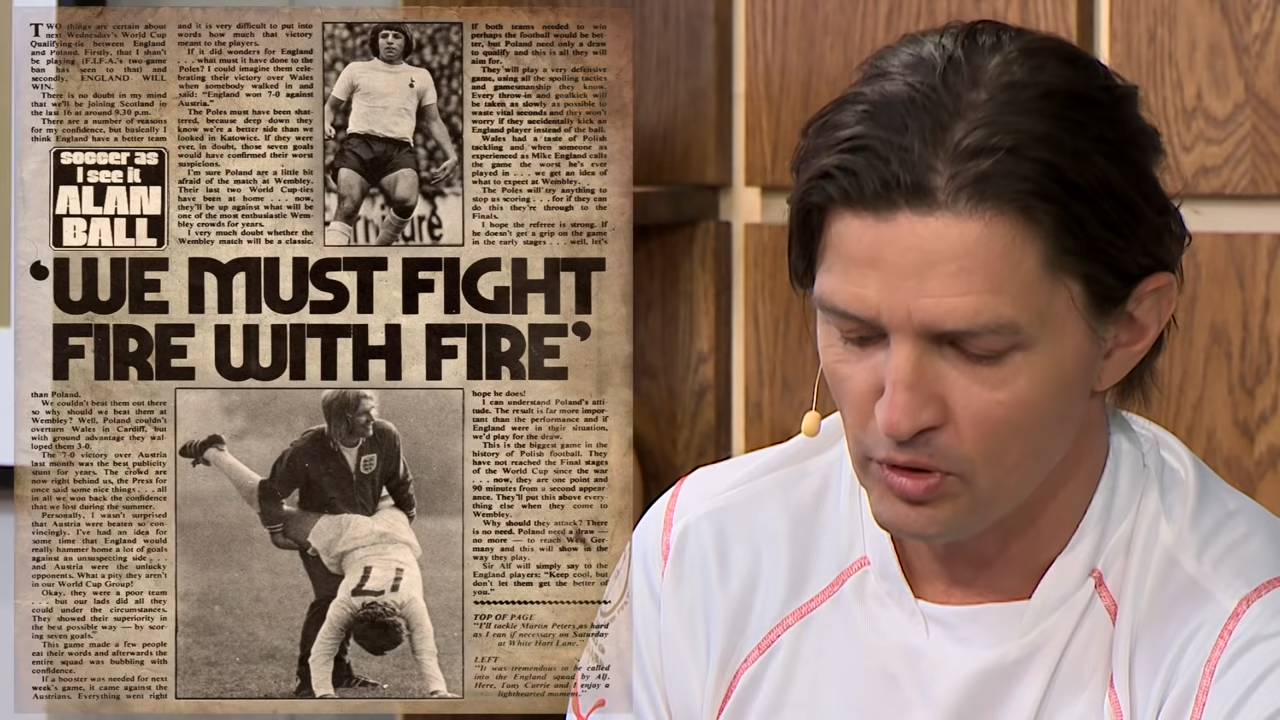 soccer as
I see it
ALAN
BALL
‘WE MUST FIGHT
FIRE WITH FIRE’
TWO things are certain about
next Wednesday's World Cup
Qualifying-tie between England
and Poland. Firstly, that I shan't
be playing (F.I.F.A.'s two-game
ban has seen to that) and
secondly, ENGLAND WILL
WIN.
There is no doubt in my mind
that we'll be joining Scotland in
the last 16 at around 9.30 p.m.
There are a number of reasons
for my confidence, but basically I
think England have a better team
than Poland.
We couldn't beat them out there
so why should we beat them at
Wembley? Well, Poland couldn't
overturn Wales in Cardiff, but
with ground advantage they wal-
loped them 3-0.
The 7-0 victory over Austria
last month was the best publicity
stunt for years. The crowd are
now right behind us, the Press for
once said some nice things . . . all
in all we won back the confidence
that we lost during the summer.
Personally, I wasn't surprised
that Austria were beaten so con-
vincingly. I've had an idea for
some time that England would
really hammer home a lot of goals
against an unsuspecting side . . .
and Austria were the unlucky
opponents. What a pity they aren't
in our World Cup Group!
Okay, they were a poor team
. . . but our lads did all they
could under the circumstances.
They showed their superiority in
the best possible way — by scor-
ing seven goals.
This game made a few people
eat their words and afterwards the
entire squad was bubbling with
confidence.
If a booster was needed for next
week's game, it came against the
Austrians. Everything went right
and it is very difficult to put into
words how much that victory
meant to the players.
If it did wonders for England
. . . what must it have done to the
Poles? I could imagine them cele-
brating their victory over Wales
when somebody walked in and
said: "England won 7-0 against
Austria."
The Poles must have been shat-
tered, because deep down they
know we're a better side than we
looked in Katowice. If they were
ever, in doubt, those seven goals
would have confirmed their worst
suspicions.
I'm sure Poland are a little bit
afraid of the match at Wembley.
Their last two World Cup-ties
have been at home . . . now,
they'll be up against what will be
one of the most enthusiastic Wem-
bley crowds for years.
I very much doubt whether the
Wembley match will be a classic.
If both teams needed to win
perhaps the football would be bet-
ter, but Poland need only a draw
to qualify and this is all they will
aim for.
They'll play a very defensive
game, using all the spoiling tactics
and gamesmanship they know.
Every throw-in and goalkick will
be taken as slowly as possible to
waste vital seconds and they won't
worry if they accidentally kick an
England player instead of the ball.
Wales had a taste of Polish
tackling and when someone as
experienced as Mike England calls
the game the worst he's ever
played in . . . we get an idea of
what to expect at Wembley.
The Poles will try anything to
stop us scoring . . . for if they can
do this they're through to the
Finals.
I hope the referee is strong. If
he doesn't get a grip on the game
in the early stages . . . well, let's
hope he does!
I can understand Poland's atti-
tude. The result is far more impor-
tant than the performance and if
England were in their situation,
we'd play for the draw.
This is the biggest game in the
history of Polish football. They
have not reached the Final stages
of the World Cup since the war
. . . now, they are one point and
90 minutes from a second appear-
ance. They'll put this above every-
thing else when they come to
Wembley.
Why should they attack? There
is no need. Poland need a draw —
no more — to reach West Ger-
many and this will show in the
way they play.
Sir Alf will simply say to the
England players: "Keep cool, but
don't let them get the better of
you."
TOP OF PAGE
"I'll tackle Martin Peters as hard
as I can if necessary on Saturday
at White Hart Lane."
LEFT
"It was tremendous to be called
into the England squad by Alf.
Here, Tony Currie and I enjoy a
lighthearted moment."